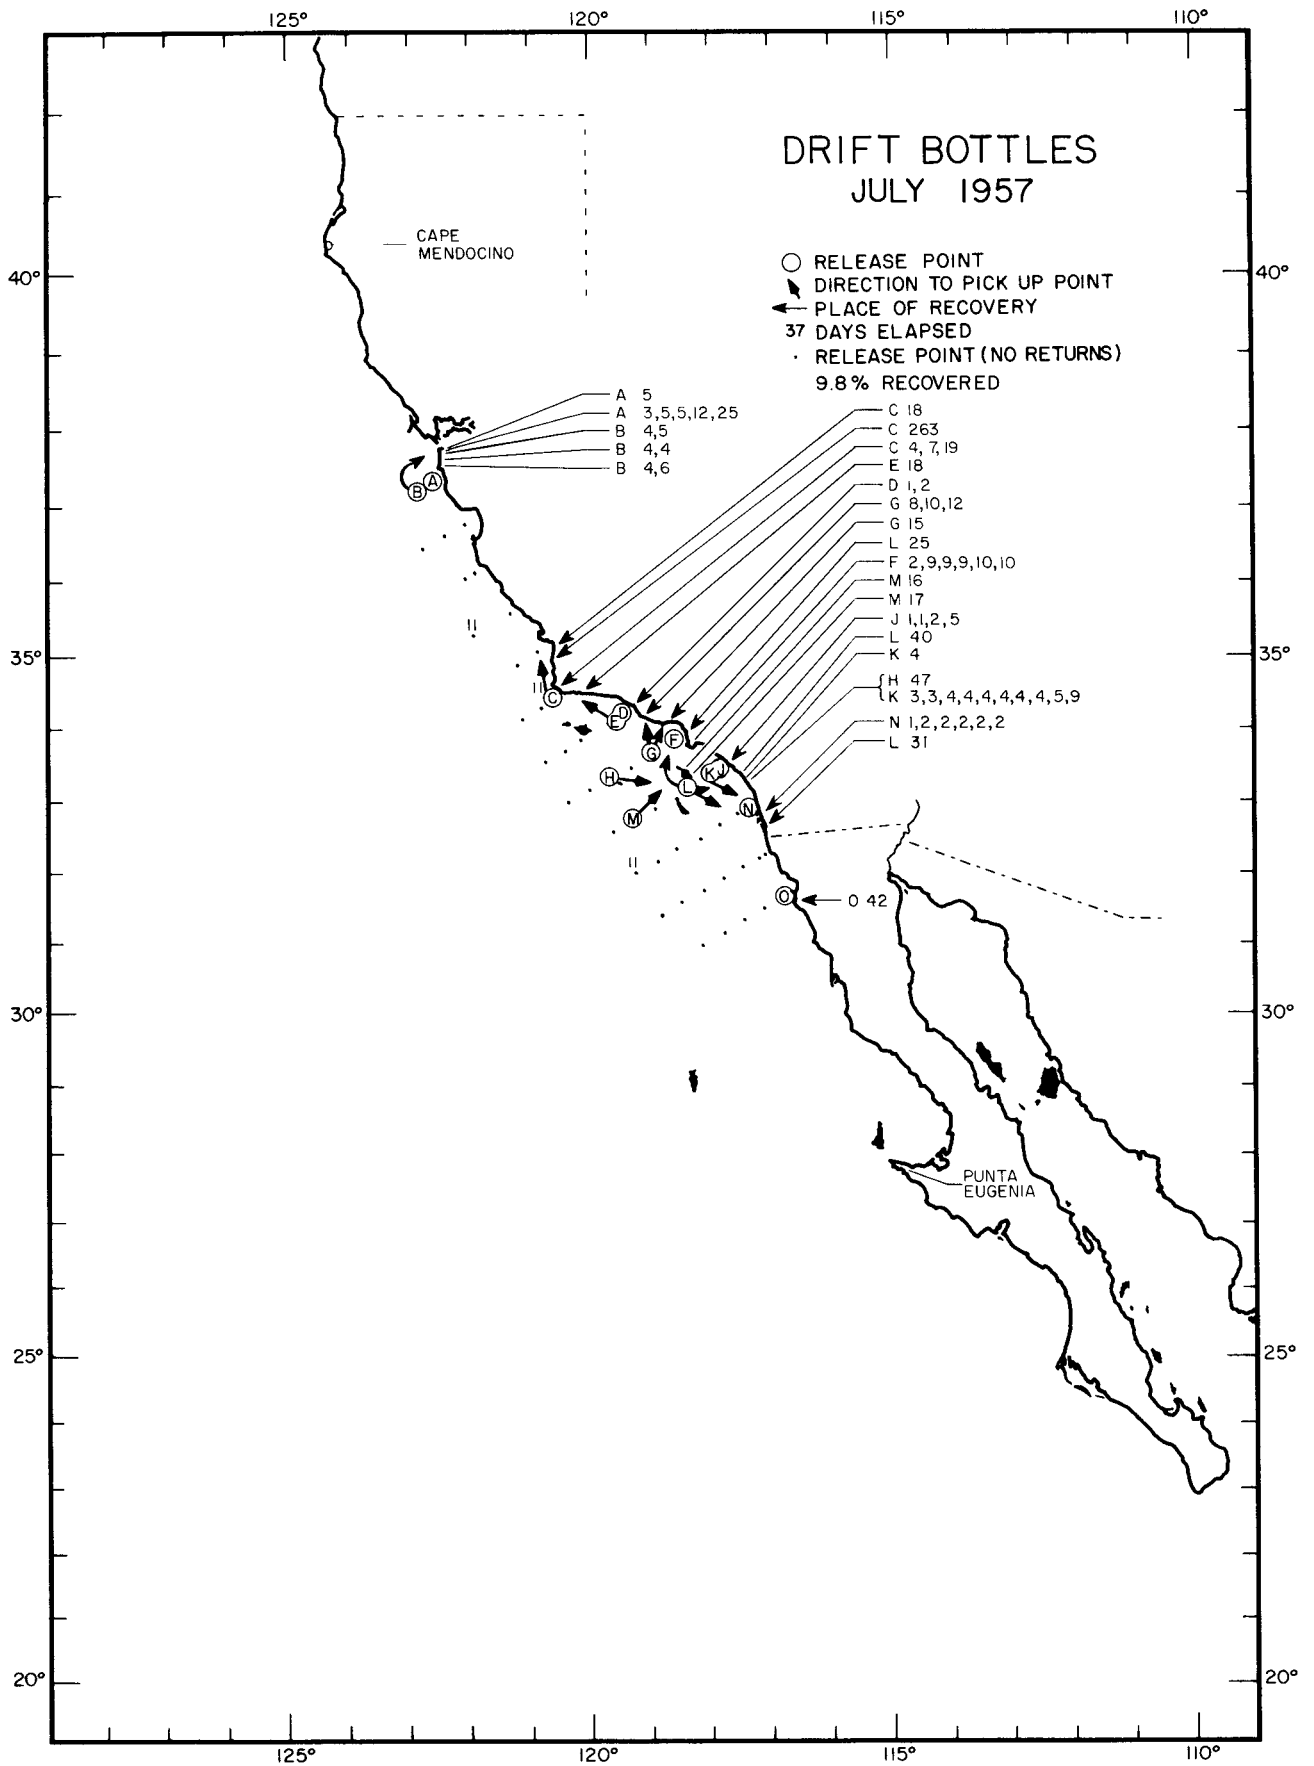 125° 120° 115° 110°
DRIFT BOTTLES
JULY 1957
RELEASE POINT
DIRECTION TO PICK UP POINT
PLACE OF RECOVERY
37 DAYS ELAPSED
RELEASE POINT (NO RETURNS)
9.8% RECOVERED
CAPE
MENDOCINO
40° 40°
A 5
A 3,5,5,12,25
B 4,5
B 4,4
B 4,6
C 18
C 263
C 4,7,19
E 18
D 1,2
G 8,10,12
G 15
L 25
F 2,9,9,9,10,10
M 16
M 17
J 1,1,2,5
L 40
K 4
H 47
K 3,3,4,4,4,4,4,4,5,9
N 1,2,2,2,2,2
L 31
B A
11
35° 35°
11
C
D
E
F
G
H
K J
L
M
N
11
O
O 42
30° 30°
PUNTA
EUGENIA
25° 25°
20° 20°
125° 120° 115° 110°